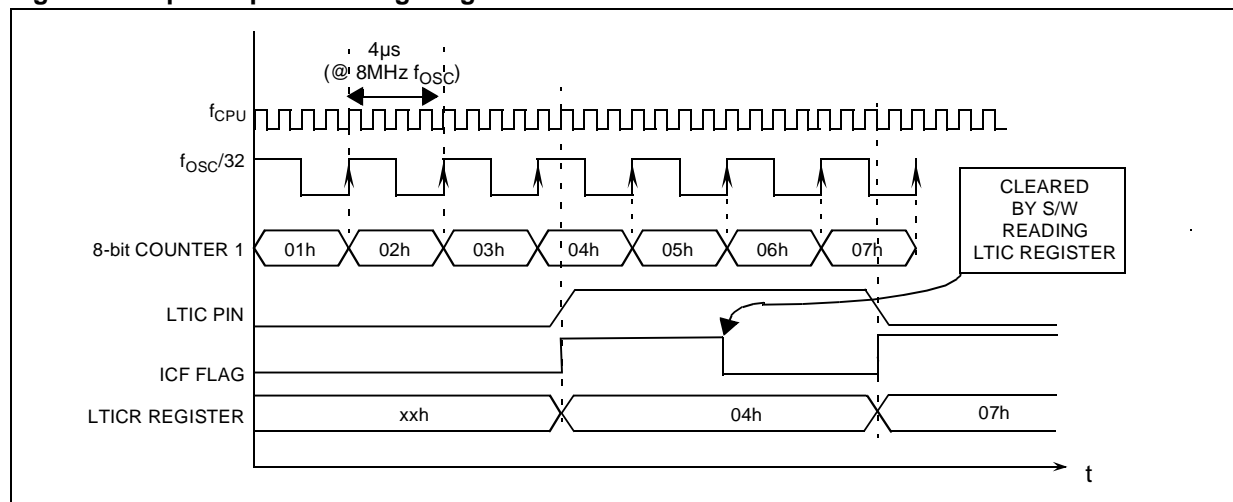 4µs
(@ 8MHz fOSC)
fCPU
fOSC/32
CLEARED
BY S/W
READING
LTIC REGISTER
8-bit COUNTER 1
01h
02h
03h
04h
05h
06h
07h
LTIC PIN
ICF FLAG
LTICR REGISTER
xxh
04h
07h
t